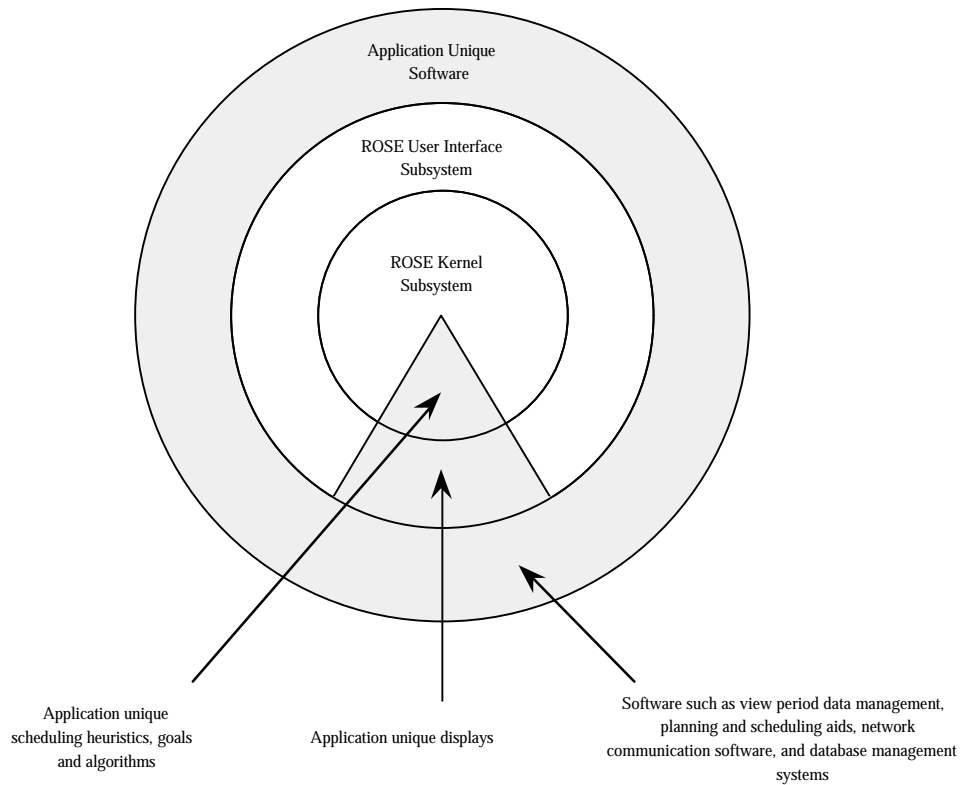 Application Unique
Software
ROSE User Interface
Subsystem
ROSE Kernel
Subsystem
Application unique
scheduling heuristics, goals
and algorithms
Application unique displays
Software such as view period data management,
planning and scheduling aids, network
communication software, and database management
systems